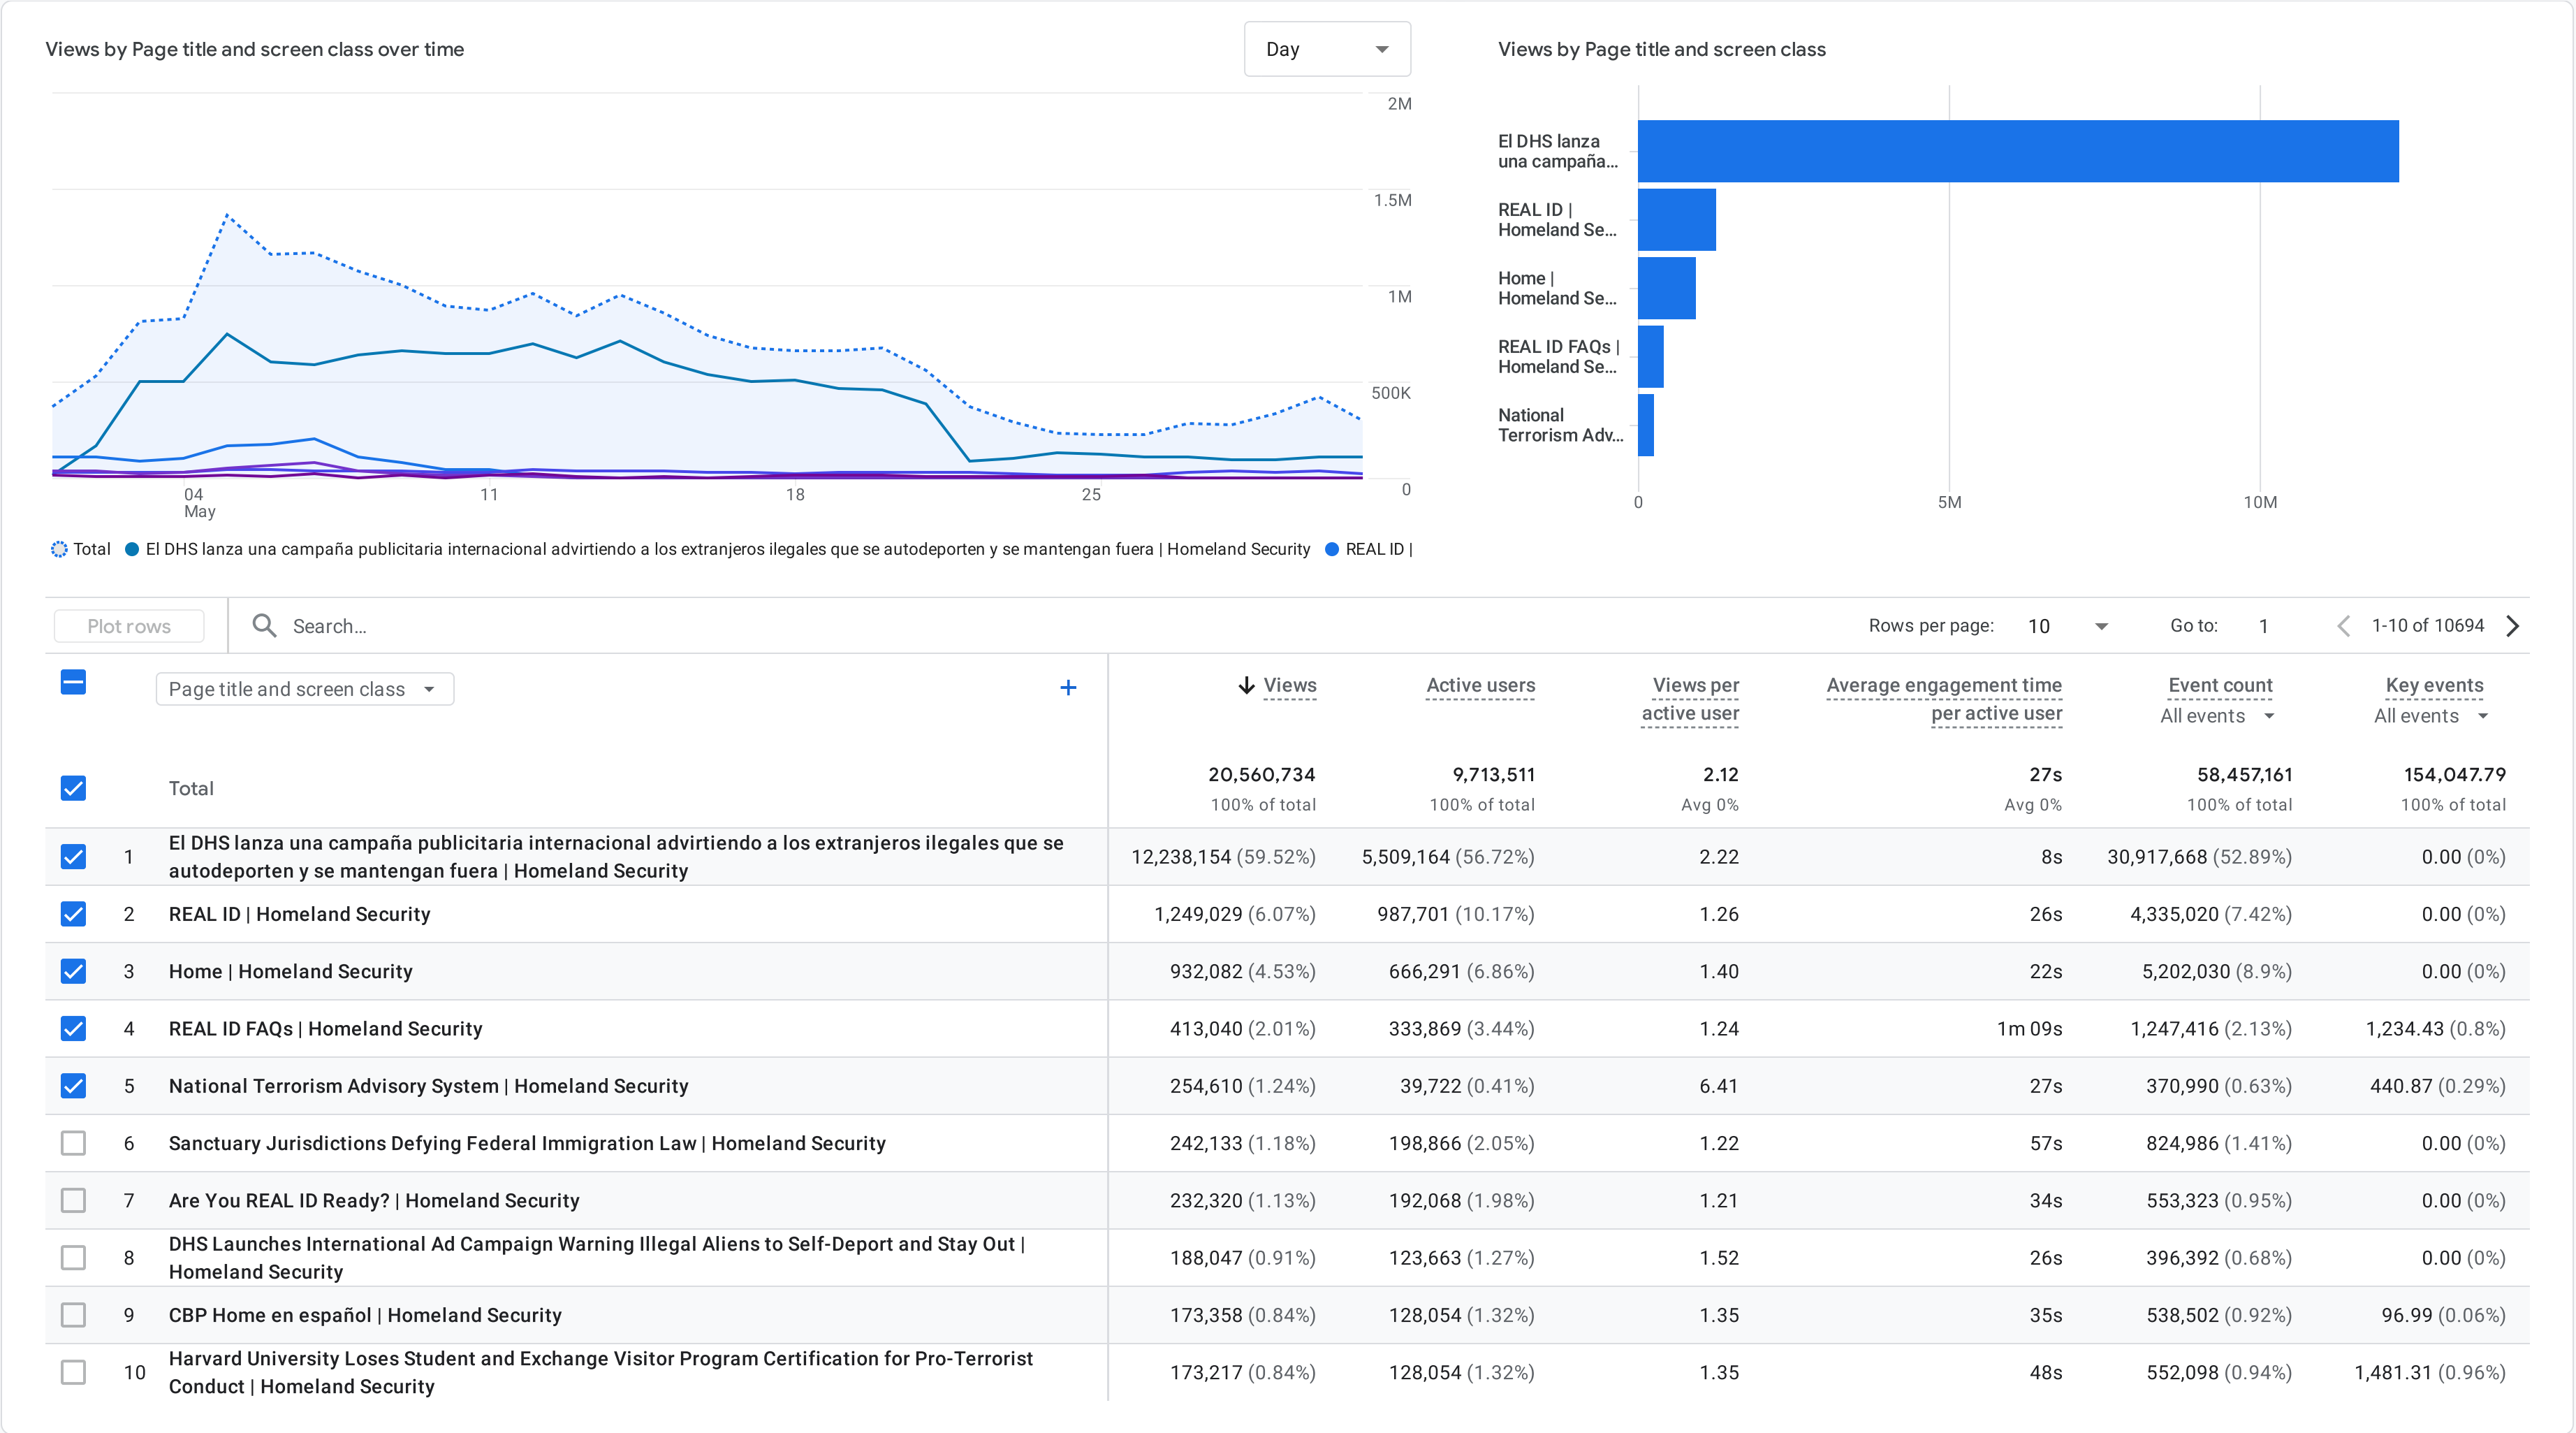 Views by Page title and screen class over time
Day
2M
1.5M
1M
500K
0
04
May
11
18
25
Total
El DHS lanza una campaña publicitaria internacional advirtiendo a los extranjeros ilegales que se autodeporten y se mantengan fuera | Homeland Security
REAL ID |
Views by Page title and screen class
El DHS lanza
una campaña...
REAL ID |
Homeland Se...
Home |
Homeland Se...
REAL ID FAQs |
Homeland Se...
National
Terrorism Adv...
0
5M
10M
Plot rows
Search...
Rows per page: 10
Go to: 1
1-10 of 10694
Page title and screen class
+
Views
Active users
Views per
active user
Average engagement time
per active user
Event count
All events
Key events
All events
Total
20,560,734
100% of total
9,713,511
100% of total
2.12
Avg 0%
27s
Avg 0%
58,457,161
100% of total
154,047.79
100% of total
1
El DHS lanza una campaña publicitaria internacional advirtiendo a los extranjeros ilegales que se
autodeporten y se mantengan fuera | Homeland Security
12,238,154 (59.52%) 5,509,164 (56.72%) 2.22 8s 30,917,668 (52.89%) 0.00 (0%)
2 REAL ID | Homeland Security 1,249,029 (6.07%) 987,701 (10.17%) 1.26 26s 4,335,020 (7.42%) 0.00 (0%)
3 Home | Homeland Security 932,082 (4.53%) 666,291 (6.86%) 1.40 22s 5,202,030 (8.9%) 0.00 (0%)
4 REAL ID FAQs | Homeland Security 413,040 (2.01%) 333,869 (3.44%) 1.24 1m 09s 1,247,416 (2.13%) 1,234.43 (0.8%)
5 National Terrorism Advisory System | Homeland Security 254,610 (1.24%) 39,722 (0.41%) 6.41 27s 370,990 (0.63%) 440.87 (0.29%)
6 Sanctuary Jurisdictions Defying Federal Immigration Law | Homeland Security 242,133 (1.18%) 198,866 (2.05%) 1.22 57s 824,986 (1.41%) 0.00 (0%)
7 Are You REAL ID Ready? | Homeland Security 232,320 (1.13%) 192,068 (1.98%) 1.21 34s 553,323 (0.95%) 0.00 (0%)
8
DHS Launches International Ad Campaign Warning Illegal Aliens to Self-Deport and Stay Out |
Homeland Security
188,047 (0.91%) 123,663 (1.27%) 1.52 26s 396,392 (0.68%) 0.00 (0%)
9 CBP Home en español | Homeland Security 173,358 (0.84%) 128,054 (1.32%) 1.35 35s 538,502 (0.92%) 96.99 (0.06%)
10
Harvard University Loses Student and Exchange Visitor Program Certification for Pro-Terrorist
Conduct | Homeland Security
173,217 (0.84%) 128,054 (1.32%) 1.35 48s 552,098 (0.94%) 1,481.31 (0.96%)